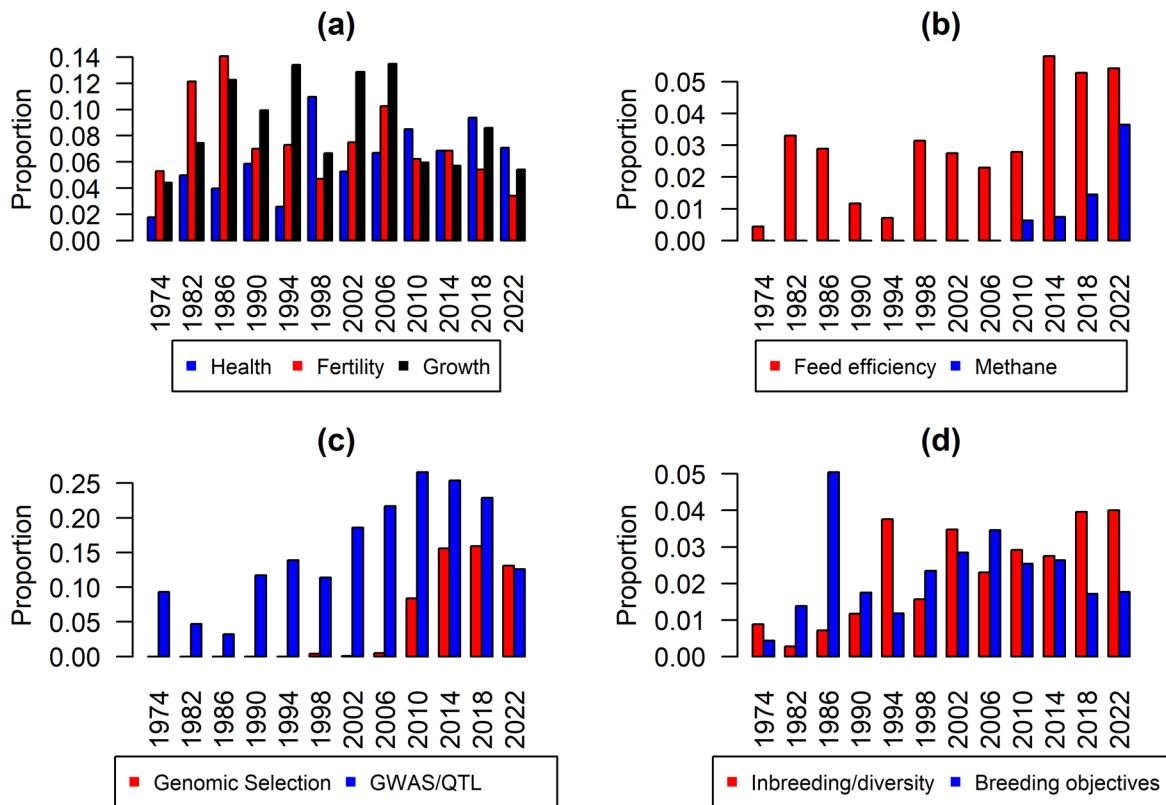 (a)
Proportion
0.14
0.12
0.10
0.08
0.06
0.04
0.02
0.00
1974 1982 1986 1990 1994 1998 2002 2006 2010 2014 2018 2022
Health Fertility Growth
(b)
Proportion
0.05
0.04
0.03
0.02
0.01
0.00
1974 1982 1986 1990 1994 1998 2002 2006 2010 2014 2018 2022
Feed efficiency Methane
(c)
Proportion
0.25
0.20
0.15
0.10
0.05
0.00
1974 1982 1986 1990 1994 1998 2002 2006 2010 2014 2018 2022
Genomic Selection GWAS/QTL
(d)
Proportion
0.05
0.04
0.03
0.02
0.01
0.00
1974 1982 1986 1990 1994 1998 2002 2006 2010 2014 2018 2022
Inbreeding/diversity Breeding objectives